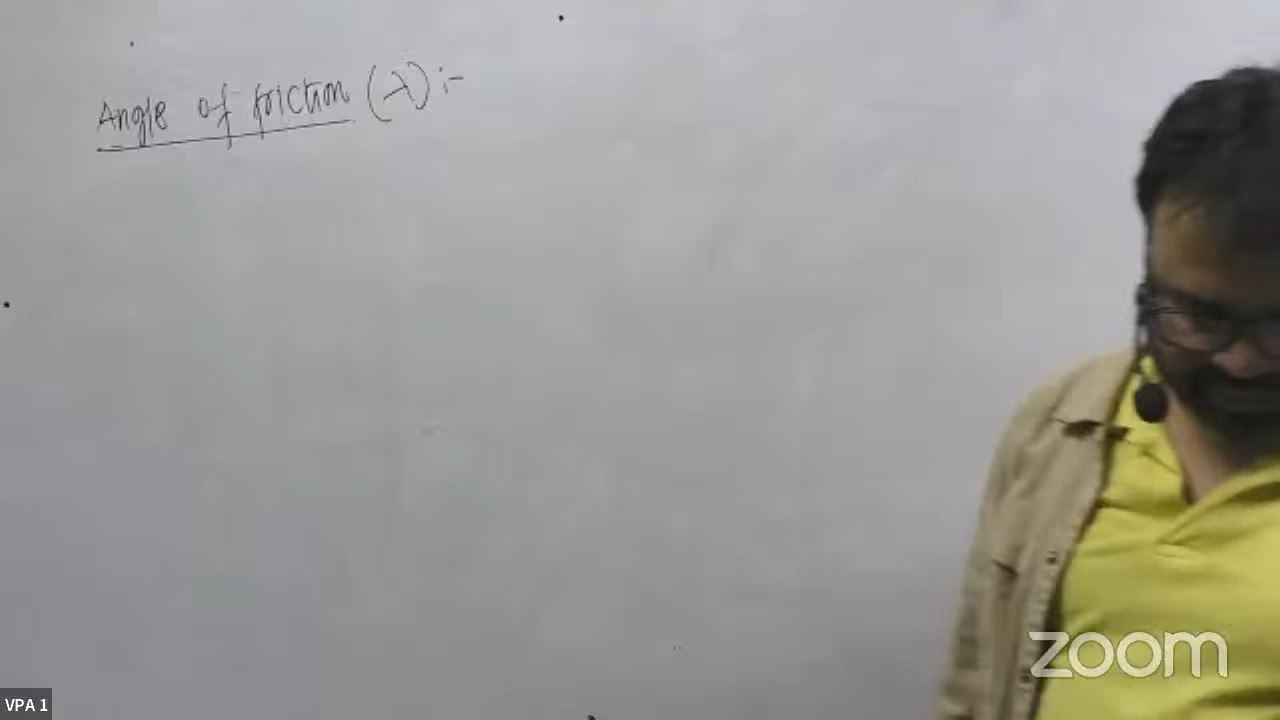 Angle of friction (λ) :-
zoom
VPA 1